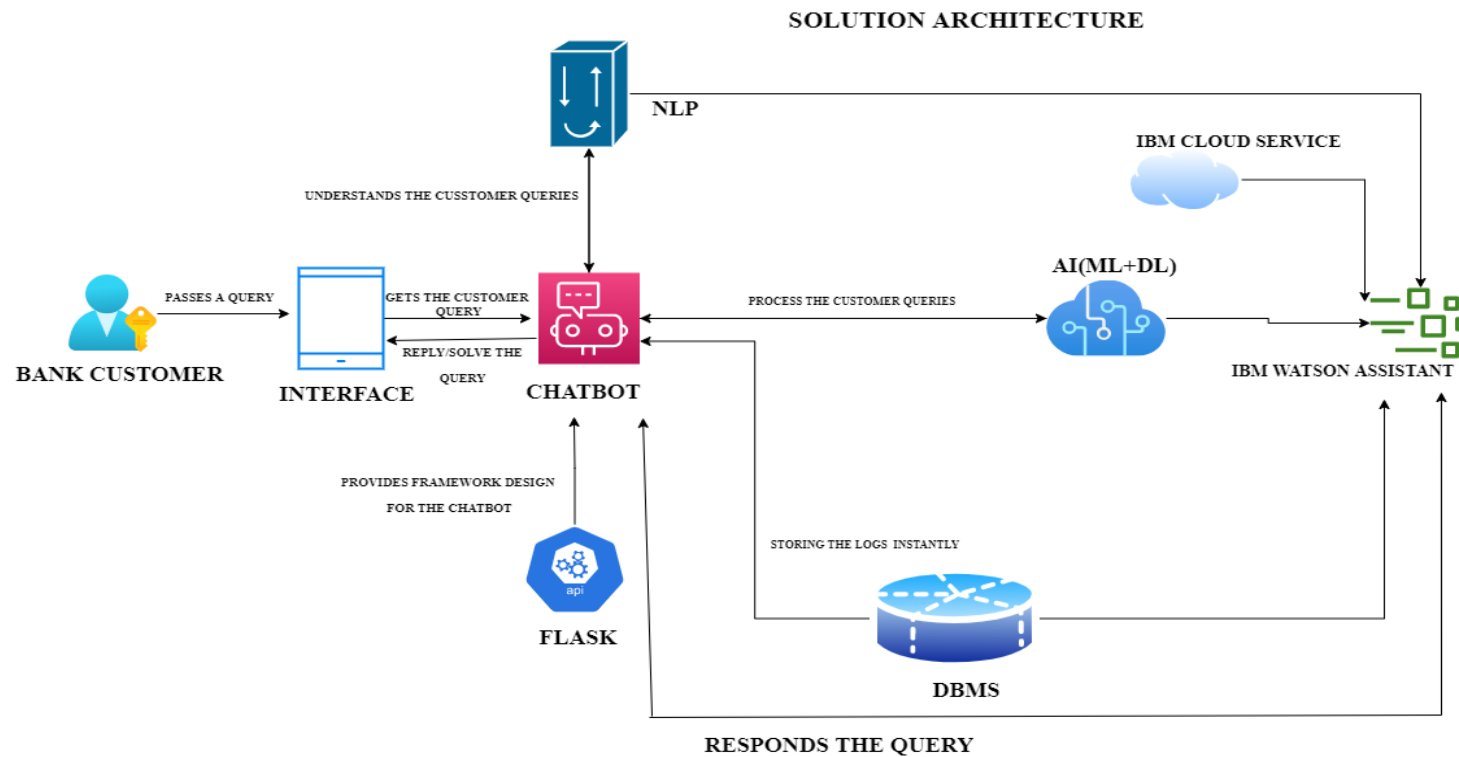 SOLUTION ARCHITECTURE
NLP
IBM CLOUD SERVICE
UNDERSTANDS THE CUSSTOMER QUERIES
AI(ML+DL)
PASSES A QUERY
GETS THE CUSTOMER
QUERY
PROCESS THE CUSTOMER QUERIES
REPLY/SOLVE THE
QUERY
BANK CUSTOMER
INTERFACE
CHATBOT
IBM WATSON ASSISTANT
PROVIDES FRAMEWORK DESIGN
FOR THE CHATBOT
STORING THE LOGS INSTANTLY
api
FLASK
DBMS
RESPONDS THE QUERY